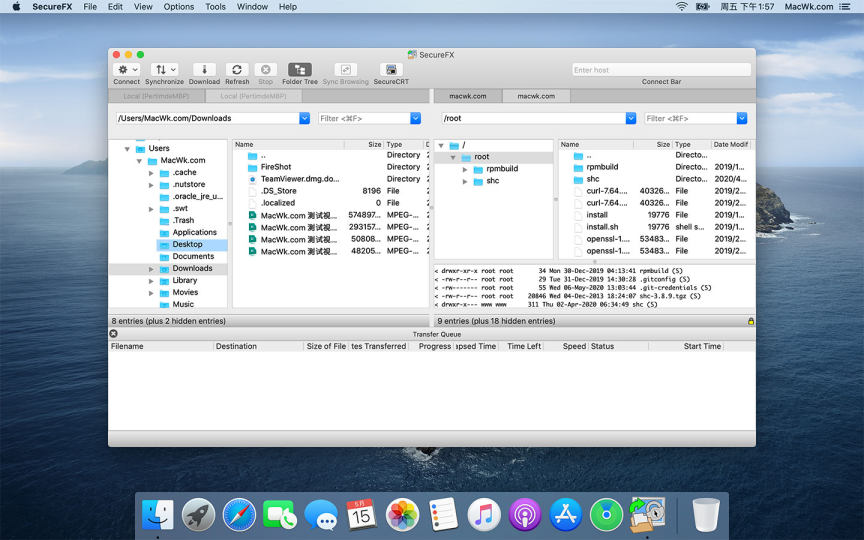 SecureFX File Edit View Options Tools Window Help 周五 下午1:57 MacWk.com
SecureFX
Connect Synchronize Download Refresh Stop Folder Tree Sync Browsing SecureCRT
Enter host
Connect Bar
Local (PertimdeMBP) Local (PertimdeMBP)
macwk.com macwk.com
/Users/MacWk.com/Downloads Filter <⌘F>
/root Filter <⌘F>
Users
MacWk.com
.cache
.nutstore
.oracle_jre_u...
.swt
.Trash
Applications
Desktop
Documents
Downloads
Library
Movies
Music
Name Size Type
.. Directory
FireShot Directory
TeamViewer.dmg.do... Directory
.DS_Store 8196 File
.localized 0 File
MacWk.com 测试视... 574897... MPEG-...
MacWk.com 测试视... 293157... MPEG-...
MacWk.com 测试视... 50808... MPEG-...
MacWk.com 测试视... 48205... MPEG-...
/
root
rpmbuild
shc
Name Size Type Date Modif
.. Directo...
rpmbuild Directo... 2019/1...
shc Directo... 2020/4...
curl-7.64.... 40326... File 2019/2...
curl-7.64.... 40326... File 2019/2...
install 19776 File 2019/2...
install.sh 19776 shell s... 2019/2...
openssl-1.... 53483... File 2019/2...
openssl-1.... 53483... File 2019/2...
< drwxr-xr-x root root 34 Mon 30-Dec-2019 04:13:41 rpmbuild (S)
< -rw-r--r-- root root 29 Tue 31-Dec-2019 14:30:28 .gitconfig (S)
< -rw------- root root 55 Wed 06-May-2020 13:03:44 .git-credentials (S)
< -rw-r--r-- root root 20846 Wed 04-Dec-2013 18:24:07 shc-3.8.9.tgz (S)
< drwxr-x--- www www 311 Thu 02-Apr-2020 06:34:49 shc (S)
8 entries (plus 2 hidden entries)
9 entries (plus 18 hidden entries)
Transfer Queue
Filename Destination Size of File tes Transferred Progress apsed Time Time Left Speed Status Start Time
5月
15